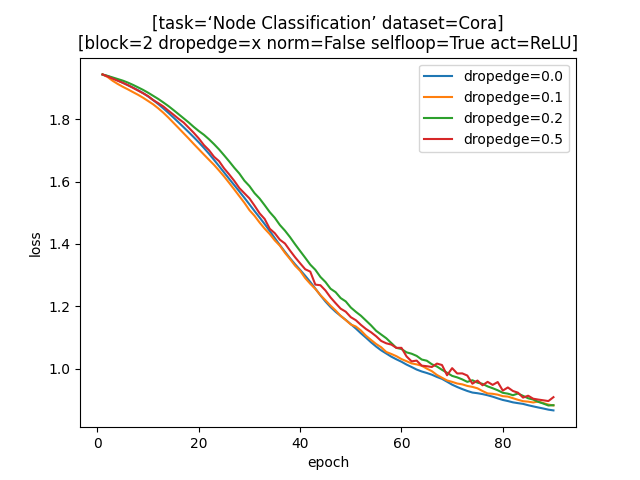 [task=‘Node Classification’ dataset=Cora]
[block=2 dropedge=x norm=False selfloop=True act=ReLU]
dropedge=0.0
dropedge=0.1
dropedge=0.2
dropedge=0.5
1.8
1.6
1.4
1.2
1.0
loss
0 20 40 60 80
epoch